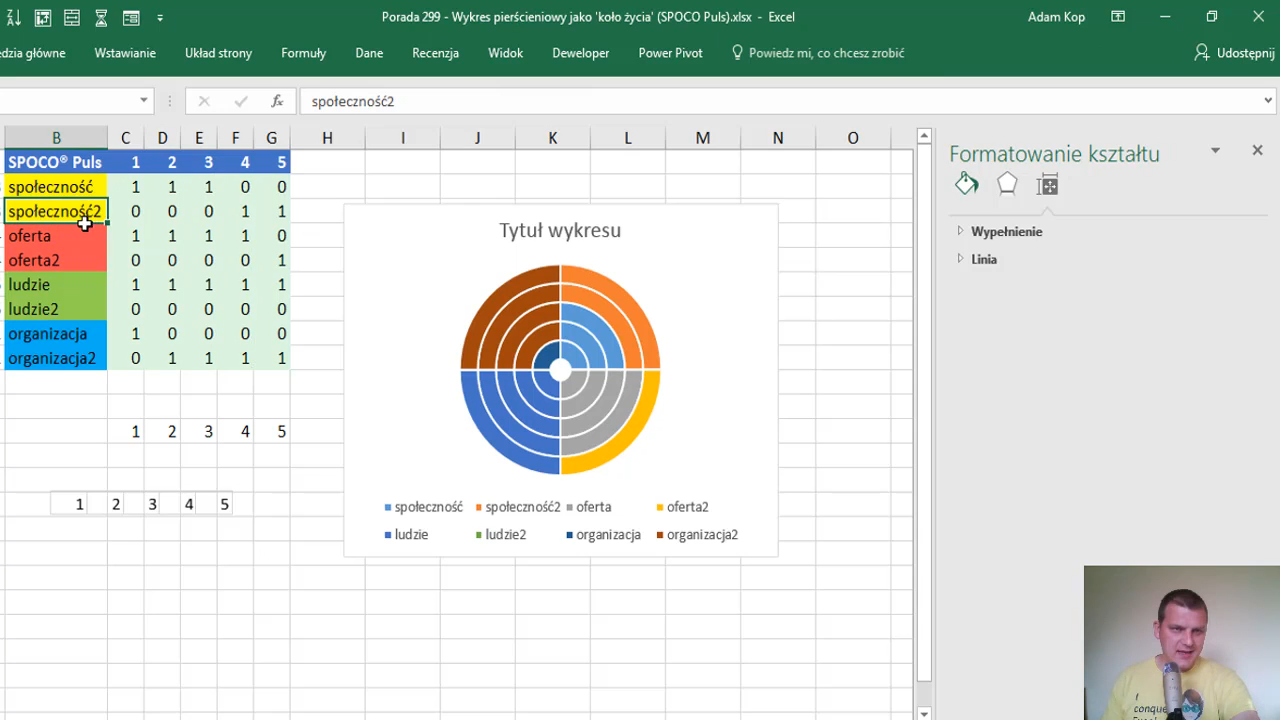 Porada 299 - Wykres pierścieniowy jako 'koło życia' (SPOCO Puls).xlsx - Excel
Adam Kop
ędzia główne Wstawianie Układ strony Formuły Dane Recenzja Widok Deweloper Power Pivot Powiedz mi, co chcesz zrobić Udostępnij
fx społeczność2
B C D E F G H I J K L M N O
SPOCO® Puls 1 2 3 4 5
społeczność 1 1 1 0 0
społeczność2 0 0 0 1 1
oferta 1 1 1 1 0
oferta2 0 0 0 0 1
ludzie 1 1 1 1 1
ludzie2 0 0 0 0 0
organizacja 1 0 0 0 0
organizacja2 0 1 1 1 1
1 2 3 4 5
1 2 3 4 5
Tytuł wykresu
społeczność społeczność2 oferta oferta2
ludzie ludzie2 organizacja organizacja2
Formatowanie kształtu
Wypełnienie
Linia
I conque